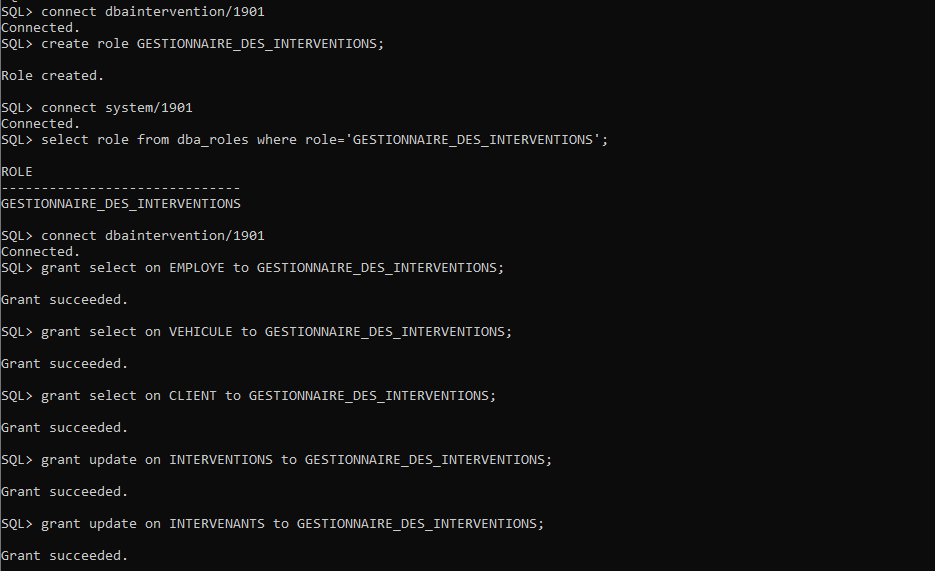 SQL> connect dbaintervention/1901
Connected.
SQL> create role GESTIONNAIRE_DES_INTERVENTIONS;
Role created.
SQL> connect system/1901
Connected.
SQL> select role from dba_roles where role='GESTIONNAIRE_DES_INTERVENTIONS';
ROLE
------------------------------
GESTIONNAIRE_DES_INTERVENTIONS
SQL> connect dbaintervention/1901
Connected.
SQL> grant select on EMPLOYE to GESTIONNAIRE_DES_INTERVENTIONS;
Grant succeeded.
SQL> grant select on VEHICULE to GESTIONNAIRE_DES_INTERVENTIONS;
Grant succeeded.
SQL> grant select on CLIENT to GESTIONNAIRE_DES_INTERVENTIONS;
Grant succeeded.
SQL> grant update on INTERVENTIONS to GESTIONNAIRE_DES_INTERVENTIONS;
Grant succeeded.
SQL> grant update on INTERVENANTS to GESTIONNAIRE_DES_INTERVENTIONS;
Grant succeeded.